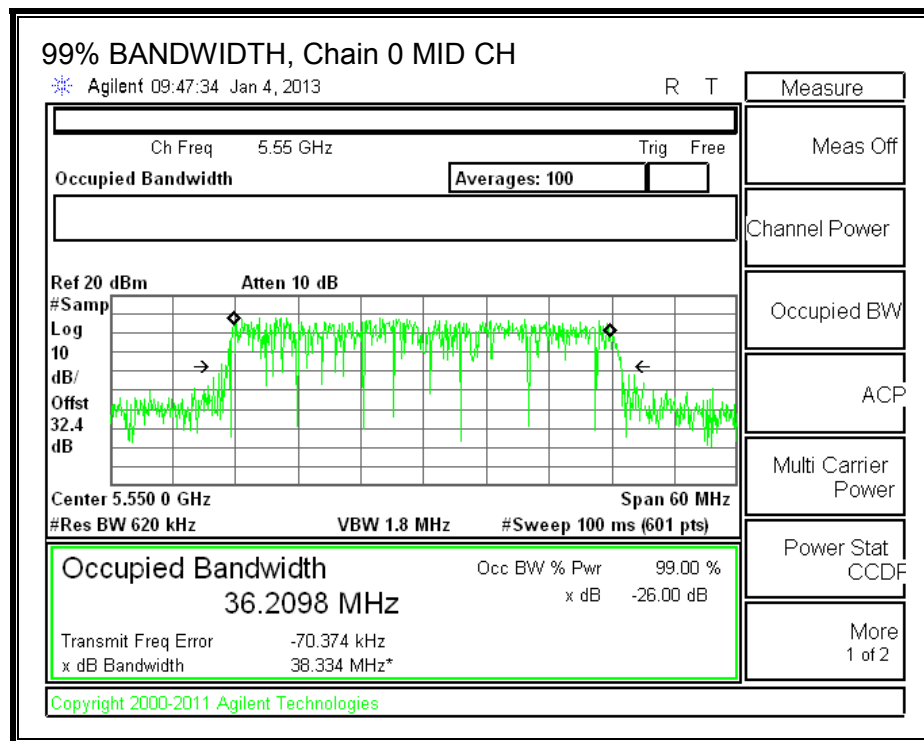 99% BANDWIDTH, Chain 0 MID CH
Agilent 09:47:34 Jan 4, 2013 R T
Measure
Ch Freq 5.55 GHz Trig Free
Occupied Bandwidth Averages: 100
Ref 20 dBm Atten 10 dB
#Samp
Log
10
dB/
Offst
32.4
dB
Center 5.550 0 GHz Span 60 MHz
#Res BW 620 kHz VBW 1.8 MHz #Sweep 100 ms (601 pts)
Occupied Bandwidth Occ BW % Pwr 99.00 %
36.2098 MHz x dB -26.00 dB
Transmit Freq Error -70.374 kHz
x dB Bandwidth 38.334 MHz*
Copyright 2000-2011 Agilent Technologies
Meas Off
Channel Power
Occupied BW
ACP
Multi Carrier
Power
Power Stat
CCDF
More
1 of 2